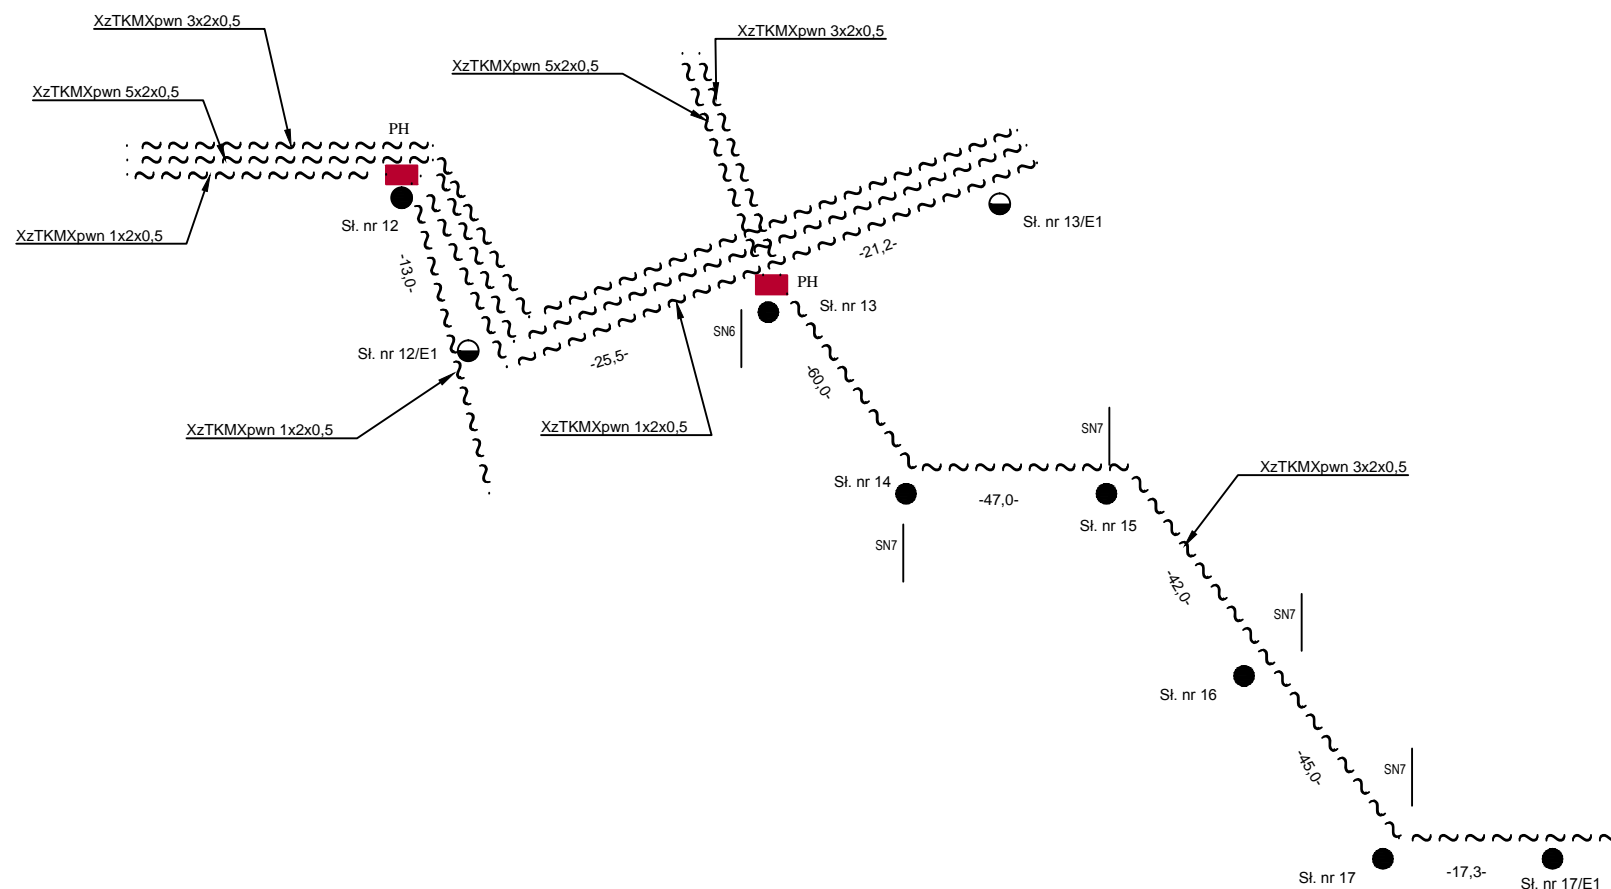 XzTKMXpwn 3x2x0,5
XzTKMXpwn 3x2x0,5
XzTKMXpwn 5x2x0,5
XzTKMXpwn 5x2x0,5
PH
Sł. nr 12
XzTKMXpwn 1x2x0,5
Sł. nr 13/E1
-21,2-
-13,0-
PH
Sł. nr 13
SN6
Sł. nr 12/E1
-25,5-
-60,0-
XzTKMXpwn 1x2x0,5
XzTKMXpwn 1x2x0,5
SN7
XzTKMXpwn 3x2x0,5
Sł. nr 14
-47,0-
Sł. nr 15
SN7
-42,0-
SN7
Sł. nr 16
-45,0-
SN7
Sł. nr 17
-17,3-
Sł. nr 17/E1